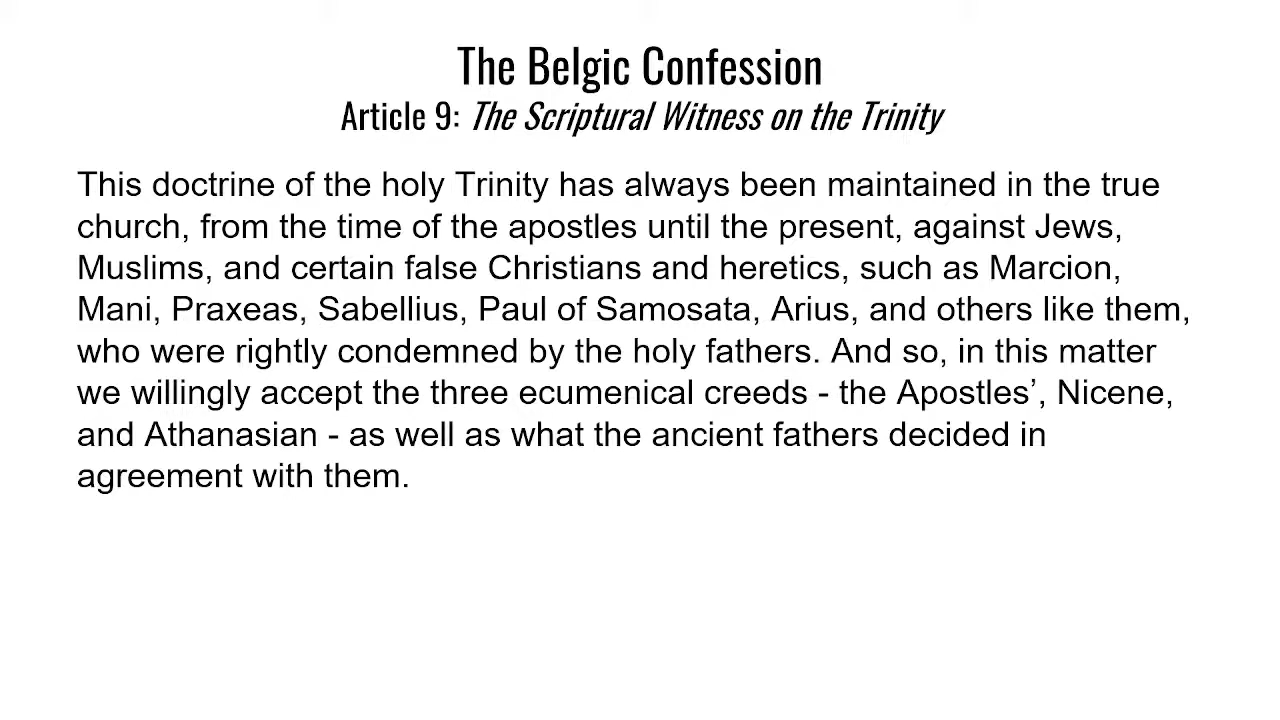 The Belgic Confession
Article 9: The Scriptural Witness on the Trinity
This doctrine of the holy Trinity has always been maintained in the true
church, from the time of the apostles until the present, against Jews,
Muslims, and certain false Christians and heretics, such as Marcion,
Mani, Praxeas, Sabellius, Paul of Samosata, Arius, and others like them,
who were rightly condemned by the holy fathers. And so, in this matter
we willingly accept the three ecumenical creeds - the Apostles’, Nicene,
and Athanasian - as well as what the ancient fathers decided in
agreement with them.